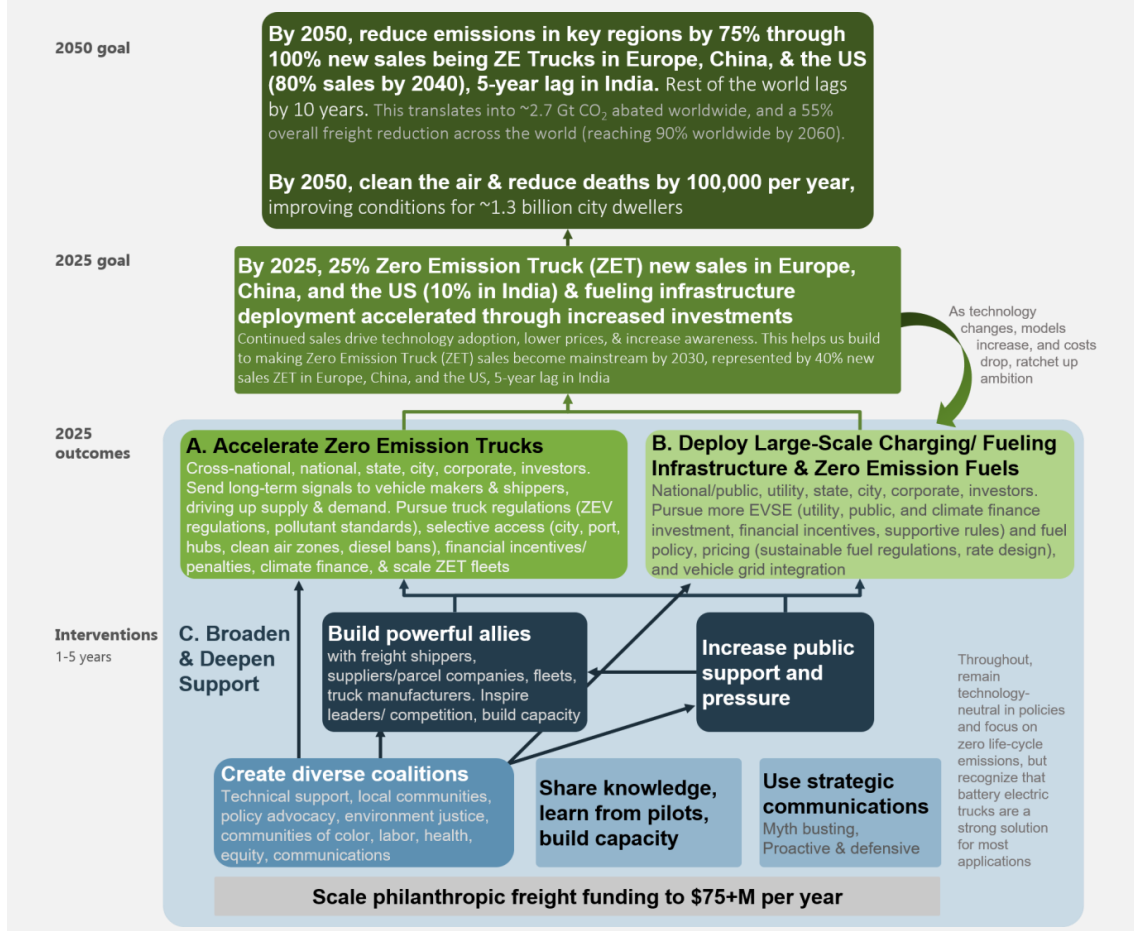 2050 goal
By 2050, reduce emissions in key regions by 75% through
100% new sales being ZE Trucks in Europe, China, & the US
(80% sales by 2040), 5-year lag in India. Rest of the world lags
by 10 years. This translates into ~2.7 Gt CO₂ abated worldwide, and a 55%
overall freight reduction across the world (reaching 90% worldwide by 2060).
By 2050, clean the air & reduce deaths by 100,000 per year,
improving conditions for ~1.3 billion city dwellers
2025 goal
By 2025, 25% Zero Emission Truck (ZET) new sales in Europe,
China, and the US (10% in India) & fueling infrastructure
deployment accelerated through increased investments
Continued sales drive technology adoption, lower prices, & increase awareness. This helps us build
to making Zero Emission Truck (ZET) sales become mainstream by 2030, represented by 40% new
sales ZET in Europe, China, and the US, 5-year lag in India
As technology
changes, models
increase, and costs
drop, ratchet up
ambition
2025
outcomes
A. Accelerate Zero Emission Trucks
Cross-national, national, state, city, corporate, investors.
Send long-term signals to vehicle makers & shippers,
driving up supply & demand. Pursue truck regulations (ZEV
regulations, pollutant standards), selective access (city, port,
hubs, clean air zones, diesel bans), financial incentives/
penalties, climate finance, & scale ZET fleets
B. Deploy Large-Scale Charging/ Fueling
Infrastructure & Zero Emission Fuels
National/public, utility, state, city, corporate, investors.
Pursue more EVSE (utility, public, and climate finance
investment, financial incentives, supportive rules) and fuel
policy, pricing (sustainable fuel regulations, rate design),
and vehicle grid integration
Interventions
1-5 years
C. Broaden
& Deepen
Support
Build powerful allies
with freight shippers,
suppliers/parcel companies, fleets,
truck manufacturers. Inspire
leaders/ competition, build capacity
Increase public
support and
pressure
Throughout,
remain
technology-
neutral in policies
and focus on
zero life-cycle
emissions, but
recognize that
battery electric
trucks are a
strong solution
for most
applications
Create diverse coalitions
Technical support, local communities,
policy advocacy, environment justice,
communities of color, labor, health,
equity, communications
Share knowledge,
learn from pilots,
build capacity
Use strategic
communications
Myth busting,
Proactive & defensive
Scale philanthropic freight funding to $75+M per year